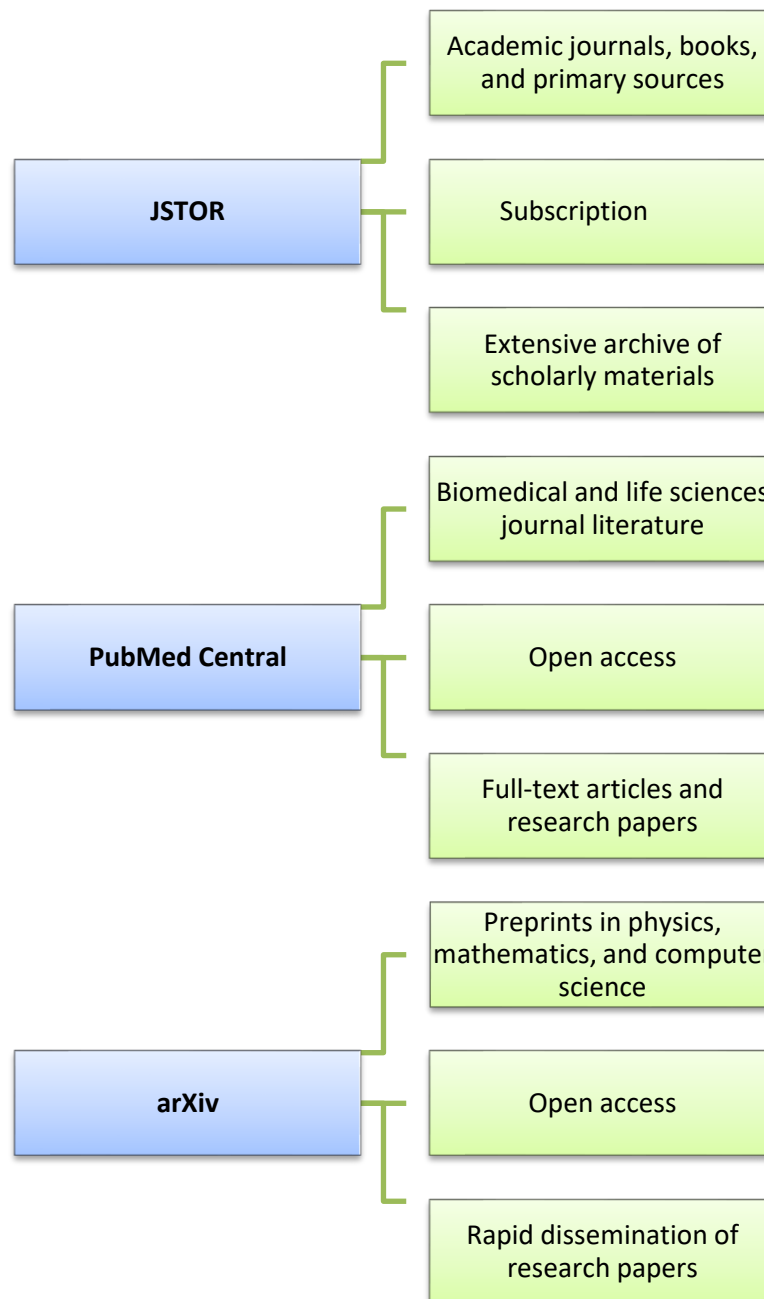 Academic journals, books,
and primary sources
JSTOR
Subscription
Extensive archive of
scholarly materials
Biomedical and life sciences
journal literature
PubMed Central
Open access
Full-text articles and
research papers
Preprints in physics,
mathematics, and computer
science
arXiv
Open access
Rapid dissemination of
research papers